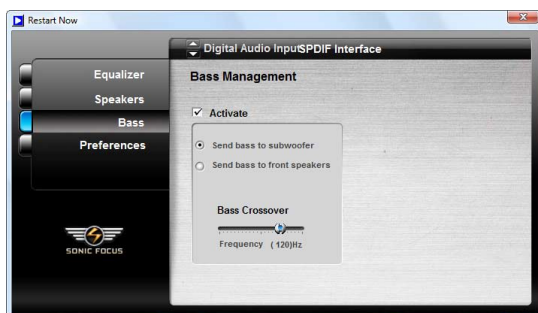 Restart Now
Digital Audio InputSPDIF Interface
Equalizer
Speakers
Bass
Preferences
SONIC FOCUS
Bass Management
Activate
Send bass to subwoofer
Send bass to front speakers
Bass Crossover
Frequency ( 120)Hz